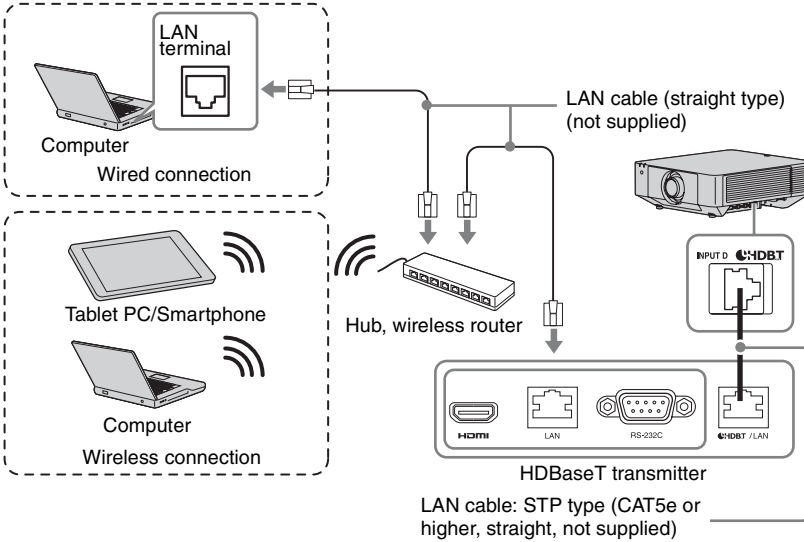 LAN
terminal
Computer
Wired connection
LAN cable (straight type)
(not supplied)
Tablet PC/Smartphone
Hub, wireless router
INPUT D HDBT
Computer
Wireless connection
HDMI
LAN
RS-232C
HDBT / LAN
HDBaseT transmitter
LAN cable: STP type (CAT5e or
higher, straight, not supplied)